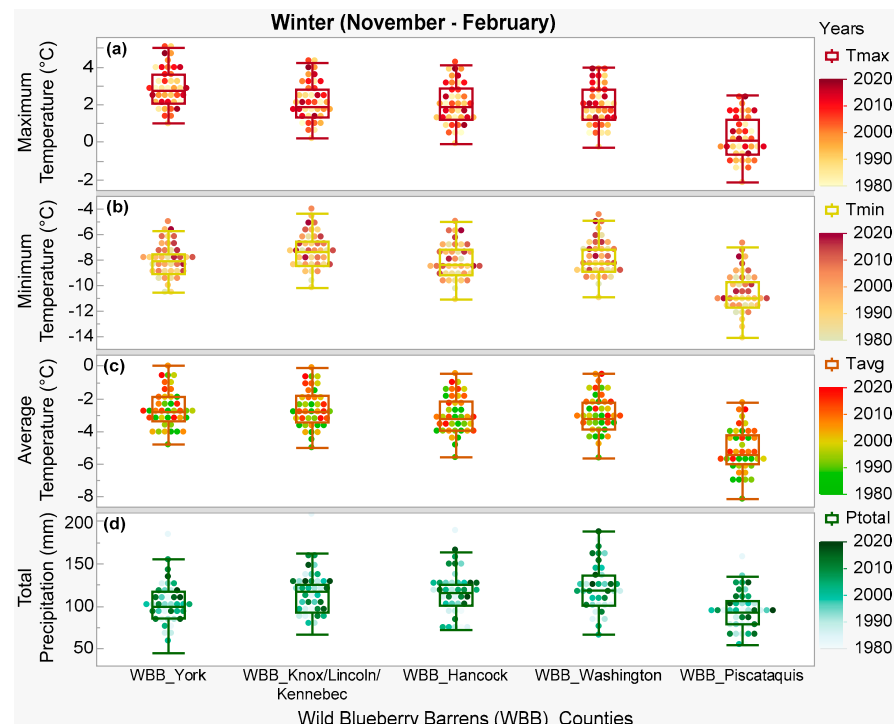 Winter (November - February)
Years
(a)
Maximum
Temperature (°C)
4
2
0
-2
Tmax
2020
2010
2000
1990
1980
(b)
Minimum
Temperature (°C)
-4
-6
-8
-10
-12
-14
Tmin
2020
2010
2000
1990
1980
(c)
Average
Temperature (°C)
0
-2
-4
-6
-8
Tavg
2020
2010
2000
1990
1980
(d)
Total
Precipitation (mm)
200
150
100
50
Ptotal
2020
2010
2000
1990
1980
WBB_York
WBB_Knox/Lincoln/
Kennebec
WBB_Hancock
WBB_Washington
WBB_Piscataquis
Wild Blueberry Barrens (WBB)_Counties